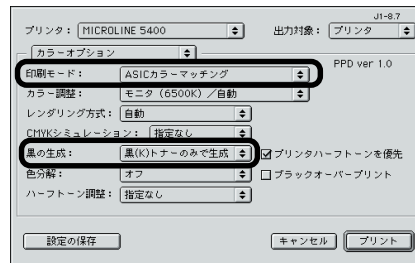 J1-8.7
プリンタ： MICROLINE 5400 出力対象： プリンタ
カラーオプション
PPD ver 1.0
印刷モード： ASICカラーマッチング
カラー調整： モニタ（6500K）／自動
レンダリング方式： 自動
CMYKシミュレーション： 指定なし
黒の生成： 黒(K)トナーのみで生成 プリンタハーフトーンを優先
色分解： オフ ブラックオーバープリント
ハーフトーン調整： 指定なし
設定の保存 キャンセル プリント